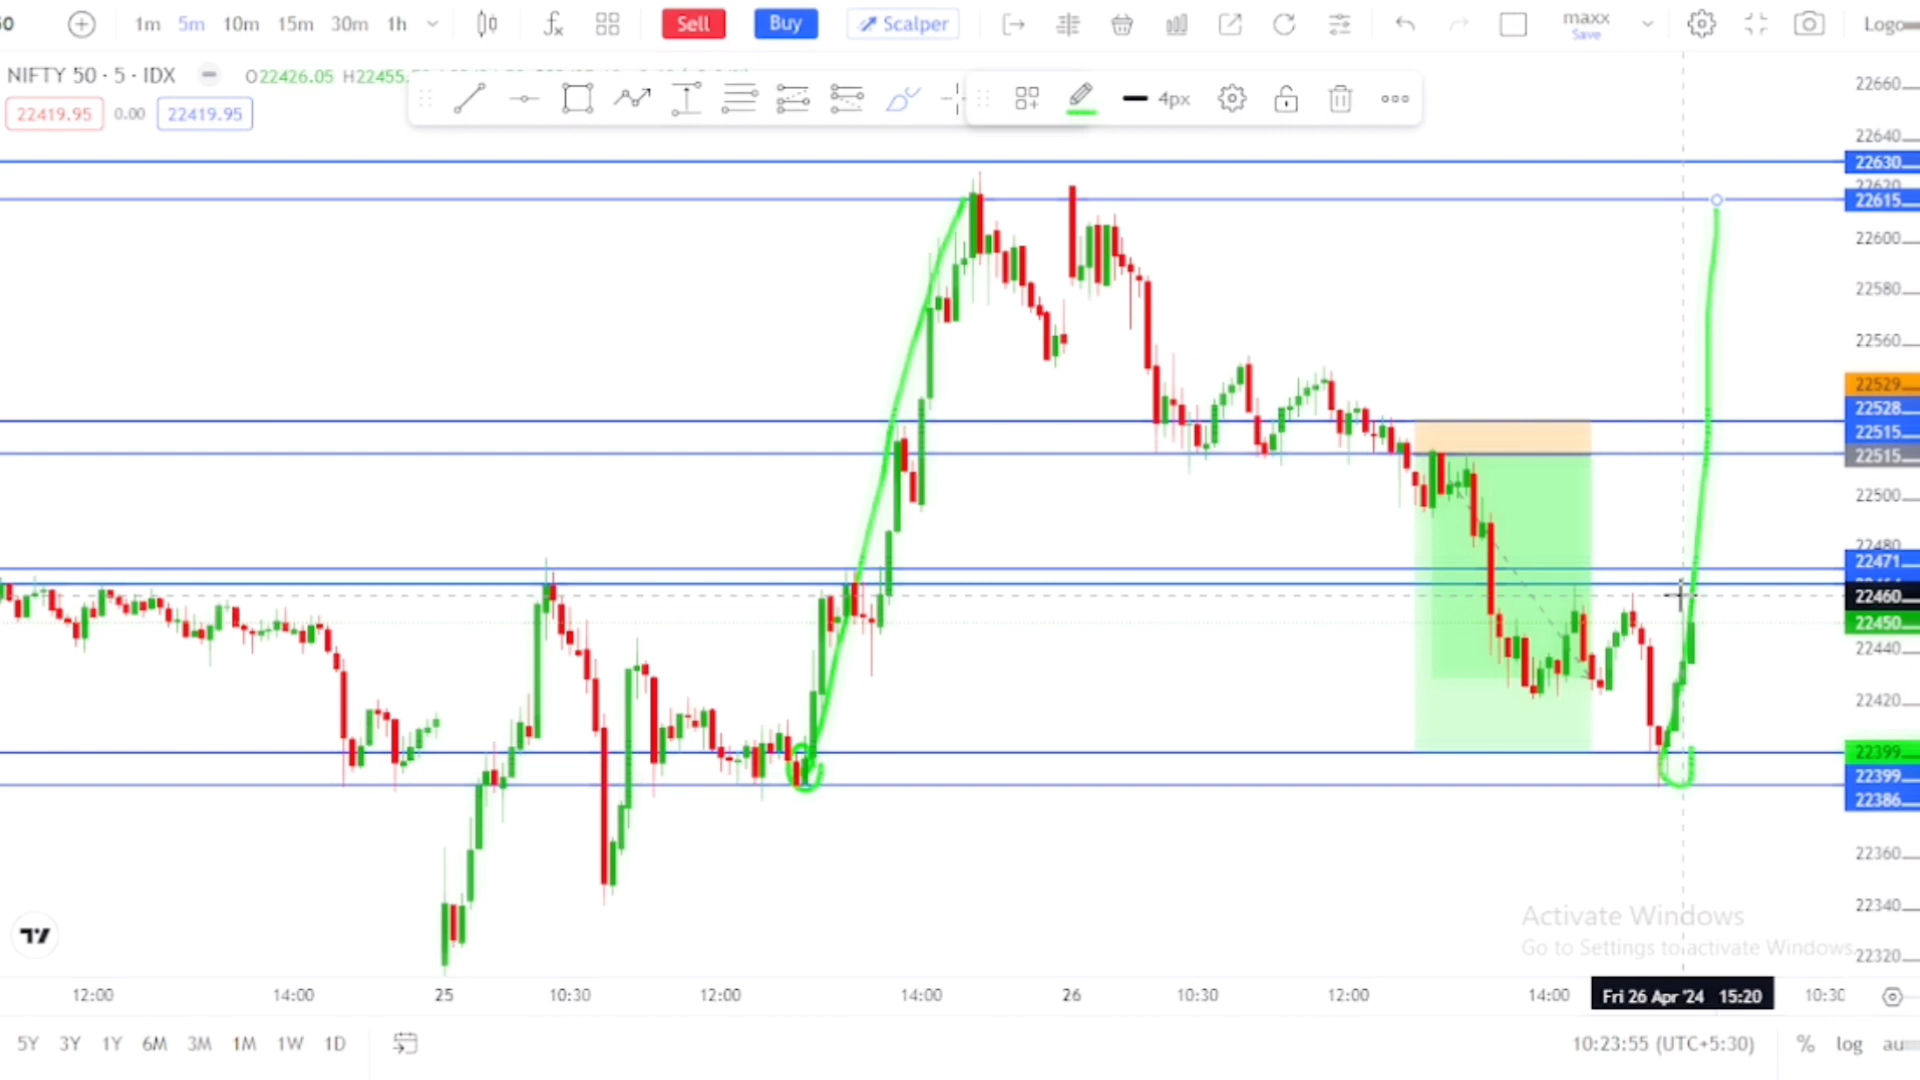 1m 5m 10m 15m 30m 1h Sell Buy Scalper maxx
Save
NIFTY 50 · 5 · IDX O22426.05 H22455.
22419.95 0.00 22419.95
4px
22660
22640
22630
22615
22600
22580
22560
22529
22528
22515
22515
22500
22480
22471
22460
22450
22440
22420
22399
22399
22386
22360
22340
22320
Activate Windows
Go to Settings to activate Windows.
12:00 14:00 25 10:30 12:00 14:00 26 10:30 12:00 14:00 Fri 26 Apr '24 15:20 10:30
5Y 3Y 1Y 6M 3M 1M 1W 1D 10:23:55 (UTC+5:30) % log